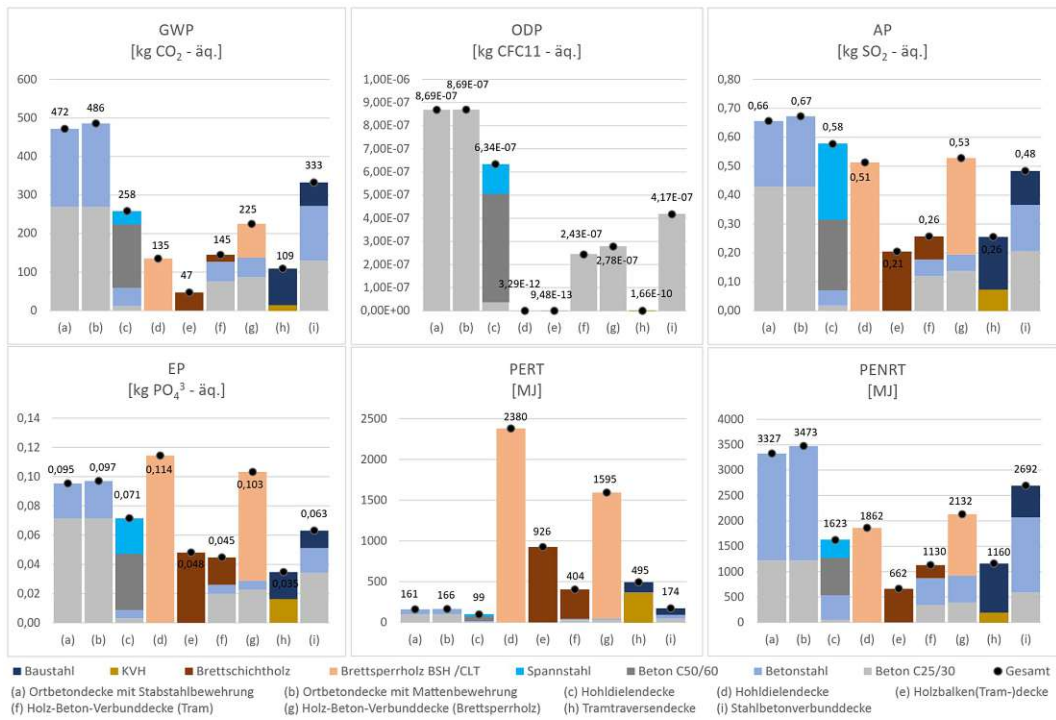 GWP
[kg CO₂ - äq.]
600
500
400
300
200
100
0
472
486
258
135
47
145
225
109
333
(a) (b) (c) (d) (e) (f) (g) (h) (i)
ODP
[kg CFC11 - äq.]
1,00E-06
9,00E-07
8,00E-07
7,00E-07
6,00E-07
5,00E-07
4,00E-07
3,00E-07
2,00E-07
1,00E-07
0,00E+00
8,69E-07
8,69E-07
6,34E-07
3,29E-12
9,48E-13
2,43E-07
2,78E-07
1,66E-10
4,17E-07
(a) (b) (c) (d) (e) (f) (g) (h) (i)
AP
[kg SO₂ - äq.]
0,80
0,70
0,60
0,50
0,40
0,30
0,20
0,10
0,00
0,66
0,67
0,58
0,51
0,21
0,26
0,53
0,26
0,48
(a) (b) (c) (d) (e) (f) (g) (h) (i)
EP
[kg PO₄³ - äq.]
0,14
0,12
0,10
0,08
0,06
0,04
0,02
0,00
0,095
0,097
0,071
0,114
0,048
0,045
0,103
0,035
0,063
(a) (b) (c) (d) (e) (f) (g) (h) (i)
PERT
[MJ]
2500
2000
1500
1000
500
0
161
166
99
2380
926
404
1595
495
174
(a) (b) (c) (d) (e) (f) (g) (h) (i)
PENRT
[MJ]
4000
3500
3000
2500
2000
1500
1000
500
0
3327
3473
1623
1862
662
1130
2132
1160
2692
(a) (b) (c) (d) (e) (f) (g) (h) (i)
Baustahl KVH Brettschichtholz Brettsperrholz BSH /CLT Spannstahl Beton C50/60 Betonstahl Beton C25/30 Gesamt
(a) Ortbetondecke mit Stabstahlbewehrung (b) Ortbetondecke mit Mattenbewehrung (c) Hohldielendecke (d) Hohldielendecke (e) Holzbalken(Tram-)decke
(f) Holz-Beton-Verbunddecke (Tram) (g) Holz-Beton-Verbunddecke (Brettsperrholz) (h) Tramtraversendecke (i) Stahlbetonverbunddecke